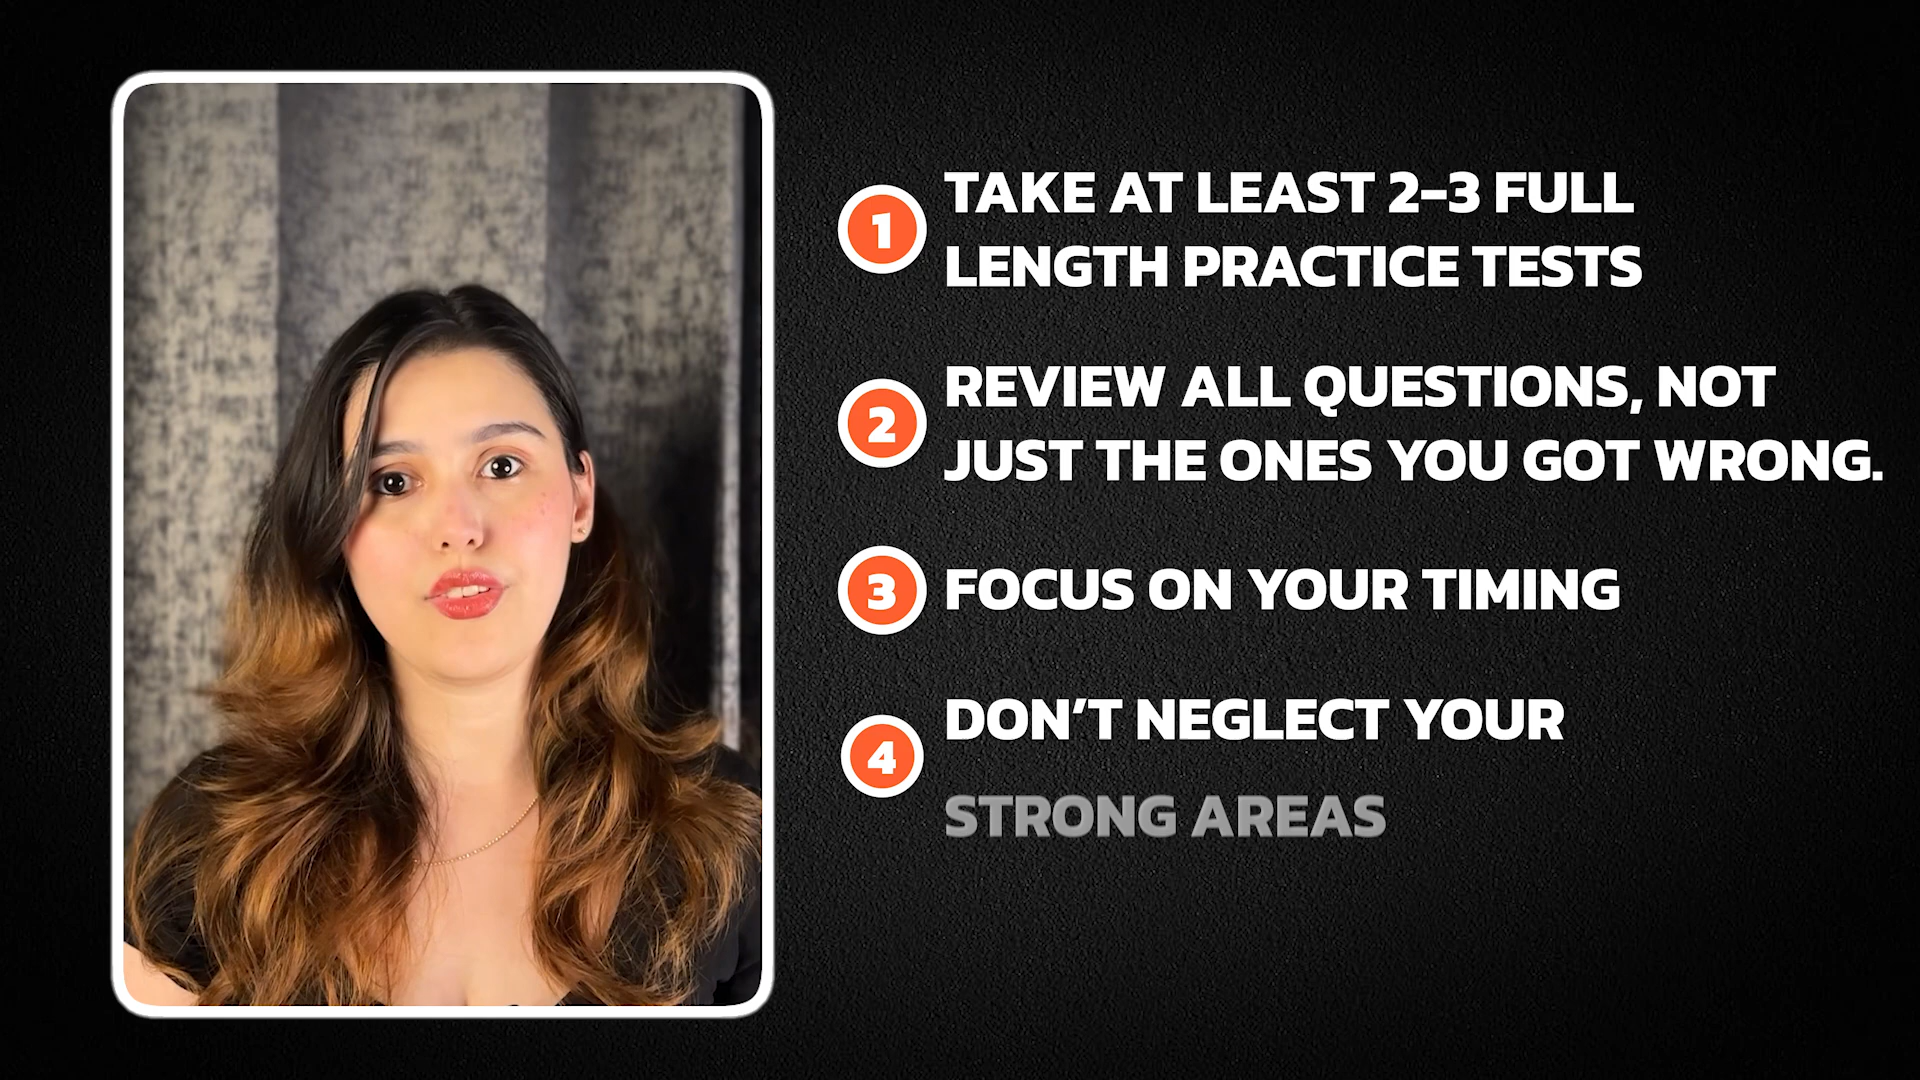 1
TAKE AT LEAST 2-3 FULL
LENGTH PRACTICE TESTS
2
REVIEW ALL QUESTIONS, NOT
JUST THE ONES YOU GOT WRONG.
3
FOCUS ON YOUR TIMING
4
DON'T NEGLECT YOUR
STRONG AREAS